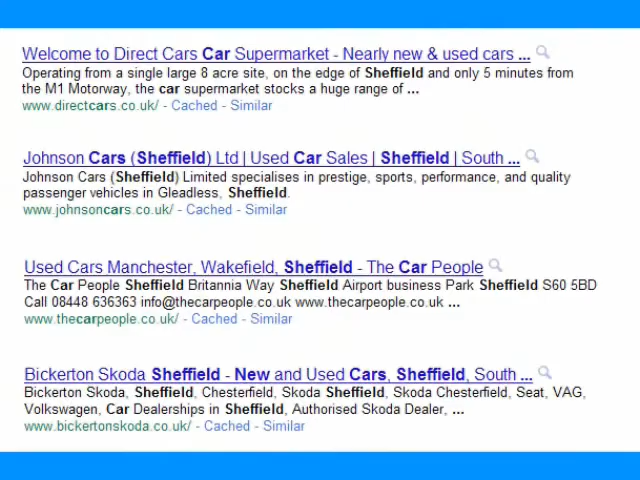 Welcome to Direct Cars Car Supermarket - Nearly new & used cars ...
Operating from a single large 8 acre site, on the edge of Sheffield and only 5 minutes from
the M1 Motorway, the car supermarket stocks a huge range of ...
www.directcars.co.uk/ - Cached - Similar
Johnson Cars (Sheffield) Ltd | Used Car Sales | Sheffield | South ...
Johnson Cars (Sheffield) Limited specialises in prestige, sports, performance, and quality
passenger vehicles in Gleadless, Sheffield.
www.johnsoncars.co.uk/ - Cached - Similar
Used Cars Manchester, Wakefield, Sheffield - The Car People
The Car People Sheffield Britannia Way Sheffield Airport business Park Sheffield S60 5BD
Call 08448 636363 info@thecarpeople.co.uk www.thecarpeople.co.uk ...
www.thecarpeople.co.uk/ - Cached - Similar
Bickerton Skoda Sheffield - New and Used Cars, Sheffield, South ...
Bickerton Skoda, Sheffield, Chesterfield, Skoda Sheffield, Skoda Chesterfield, Seat, VAG,
Volkswagen, Car Dealerships in Sheffield, Authorised Skoda Dealer, ...
www.bickertonskoda.co.uk/ - Cached - Similar